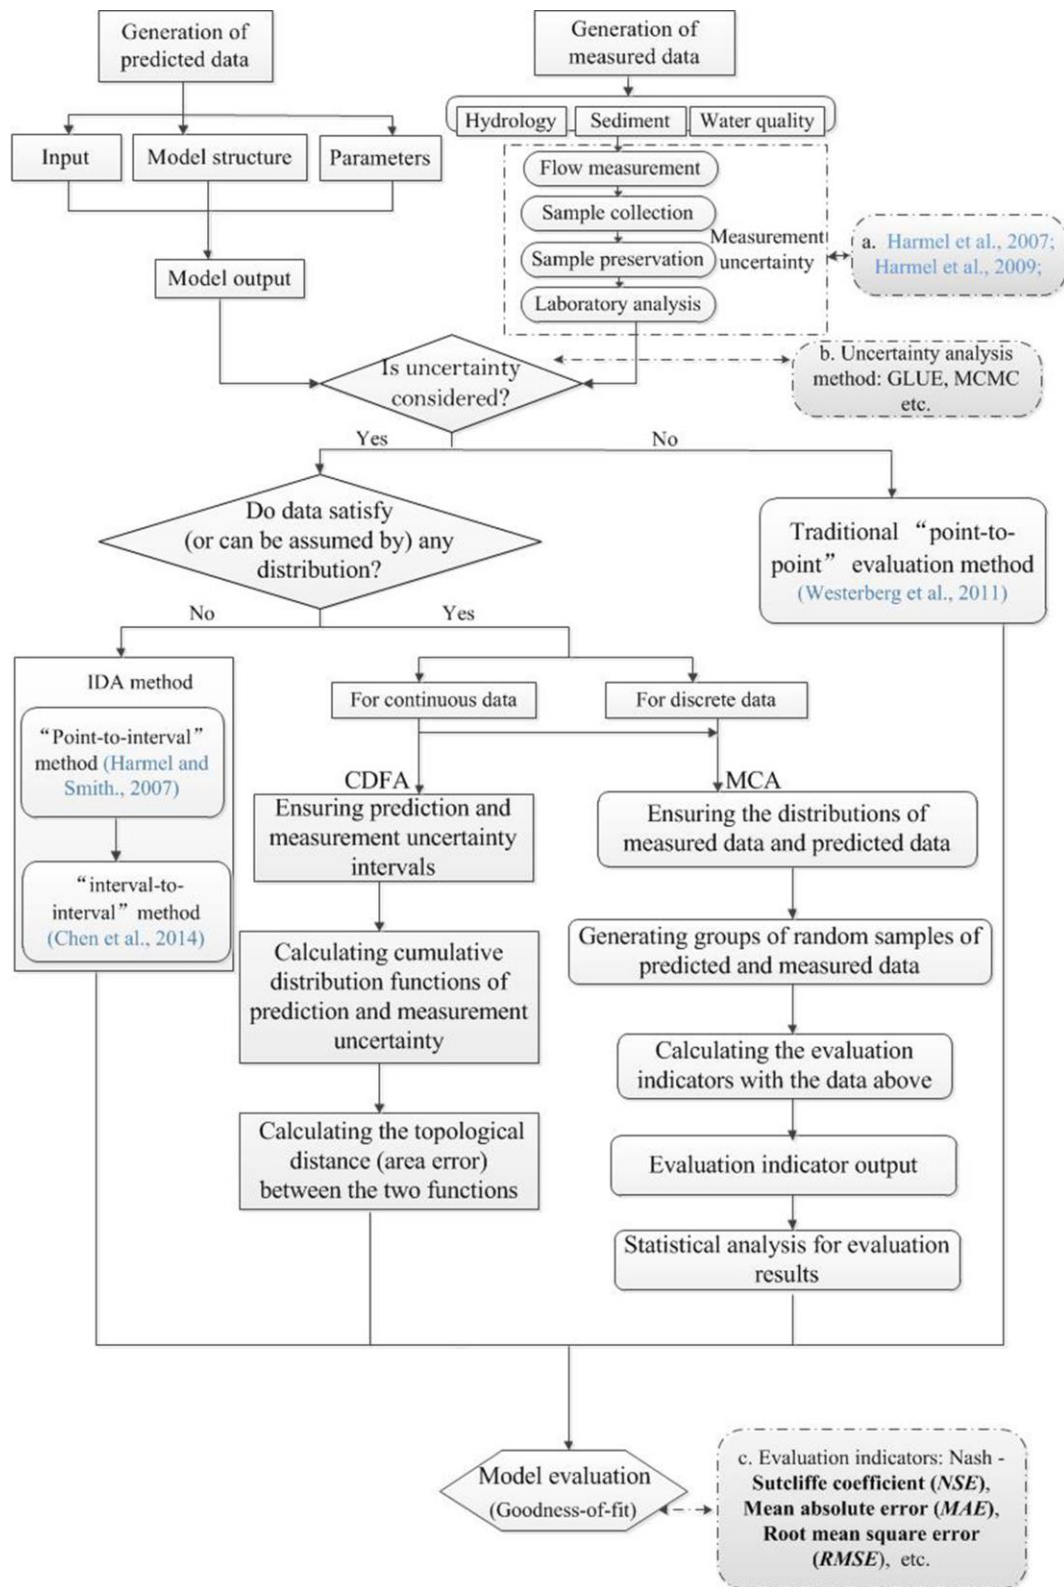 Generation of
predicted data
Generation of
measured data
Hydrology
Sediment
Water quality
Input
Model structure
Parameters
Flow measurement
Sample collection
Sample preservation
Laboratory analysis
Measurement
uncertainty
a. Harmel et al., 2007;
Harmel et al., 2009;
Model output
Is uncertainty
considered?
b. Uncertainty analysis
method: GLUE, MCMC
etc.
Yes
No
Do data satisfy
(or can be assumed by) any
distribution?
Traditional “point-to-
point” evaluation method
(Westerberg et al., 2011)
No
Yes
IDA method
“Point-to-interval”
method (Harmel and
Smith., 2007)
“interval-to-
interval” method
(Chen et al., 2014)
For continuous data
For discrete data
CDFA
MCA
Ensuring prediction and
measurement uncertainty
intervals
Calculating cumulative
distribution functions of
prediction and measurement
uncertainty
Calculating the topological
distance (area error)
between the two functions
Ensuring the distributions of
measured data and predicted data
Generating groups of random samples of
predicted and measured data
Calculating the evaluation
indicators with the data above
Evaluation indicator output
Statistical analysis for evaluation
results
Model evaluation
(Goodness-of-fit)
c. Evaluation indicators: Nash -
Sutcliffe coefficient (NSE),
Mean absolute error (MAE),
Root mean square error
(RMSE), etc.